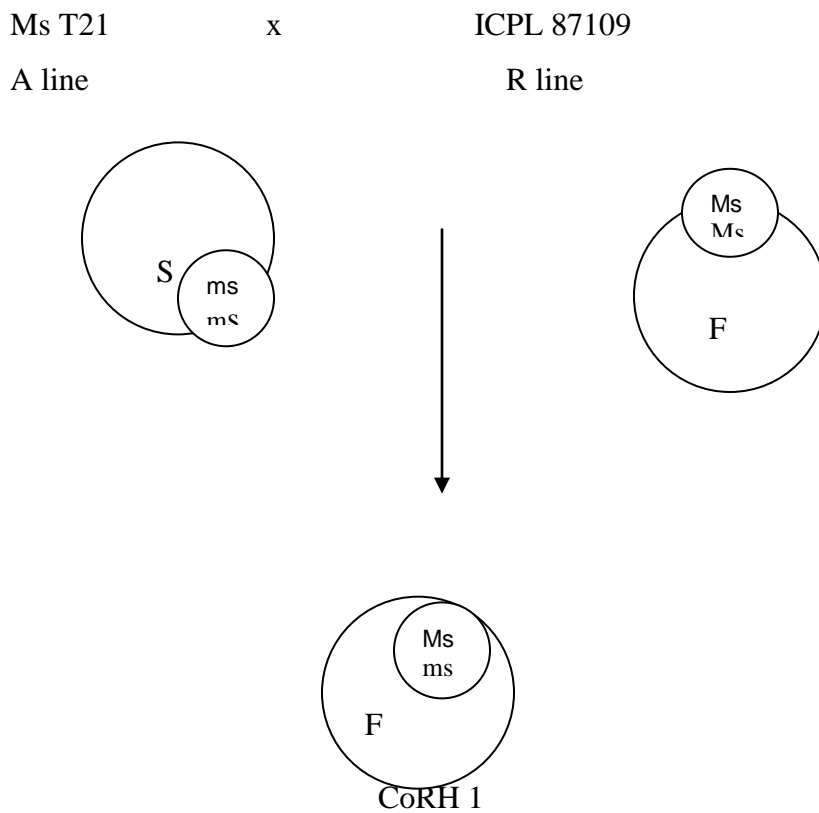 Ms T21 x ICPL 87109
A line R line
S
ms
mS
Ms
Ms
F
Ms
ms
F
CoRH 1